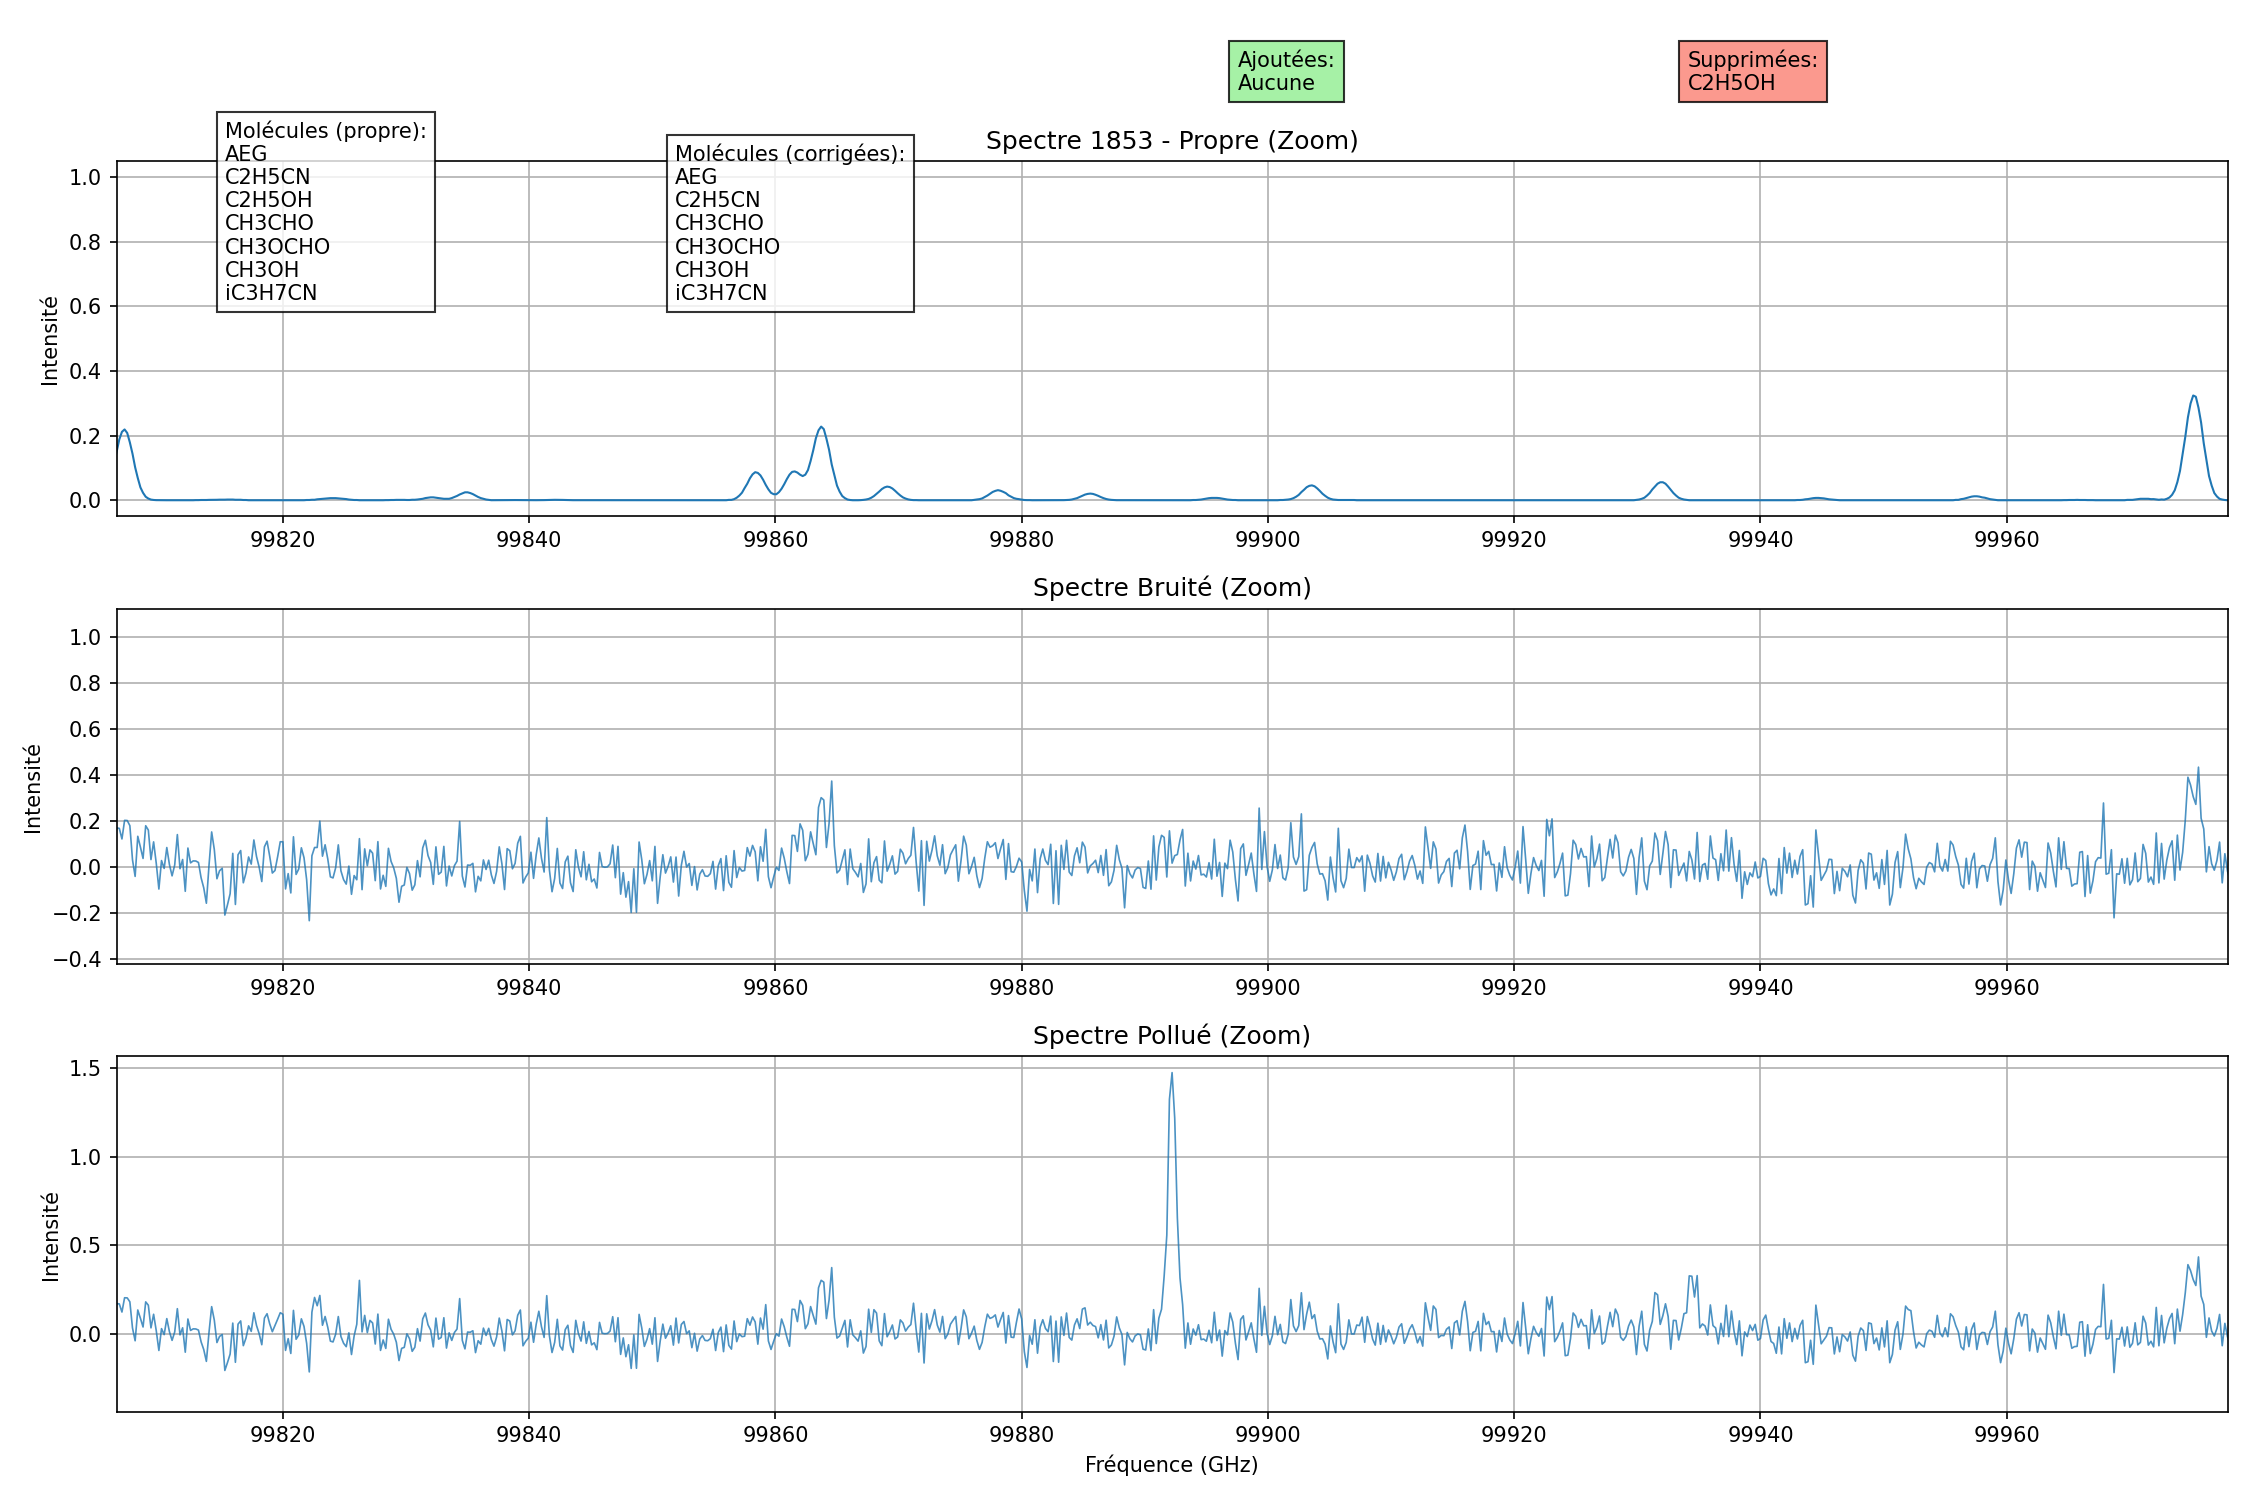 Ajoutées:
Aucune
Supprimées:
C2H5OH
Molécules (propre):
AEG
C2H5CN
C2H5OH
CH3CHO
CH3OCHO
CH3OH
iC3H7CN
Molécules (corrigées):
AEG
C2H5CN
CH3CHO
CH3OCHO
CH3OH
iC3H7CN
Spectre 1853 - Propre (Zoom)
Intensité
1.0
0.8
0.6
0.4
0.2
0.0
99820 99840 99860 99880 99900 99920 99940 99960
Spectre Bruité (Zoom)
Intensité
1.0
0.8
0.6
0.4
0.2
0.0
−0.2
−0.4
99820 99840 99860 99880 99900 99920 99940 99960
Spectre Pollué (Zoom)
Intensité
1.5
1.0
0.5
0.0
99820 99840 99860 99880 99900 99920 99940 99960
Fréquence (GHz)